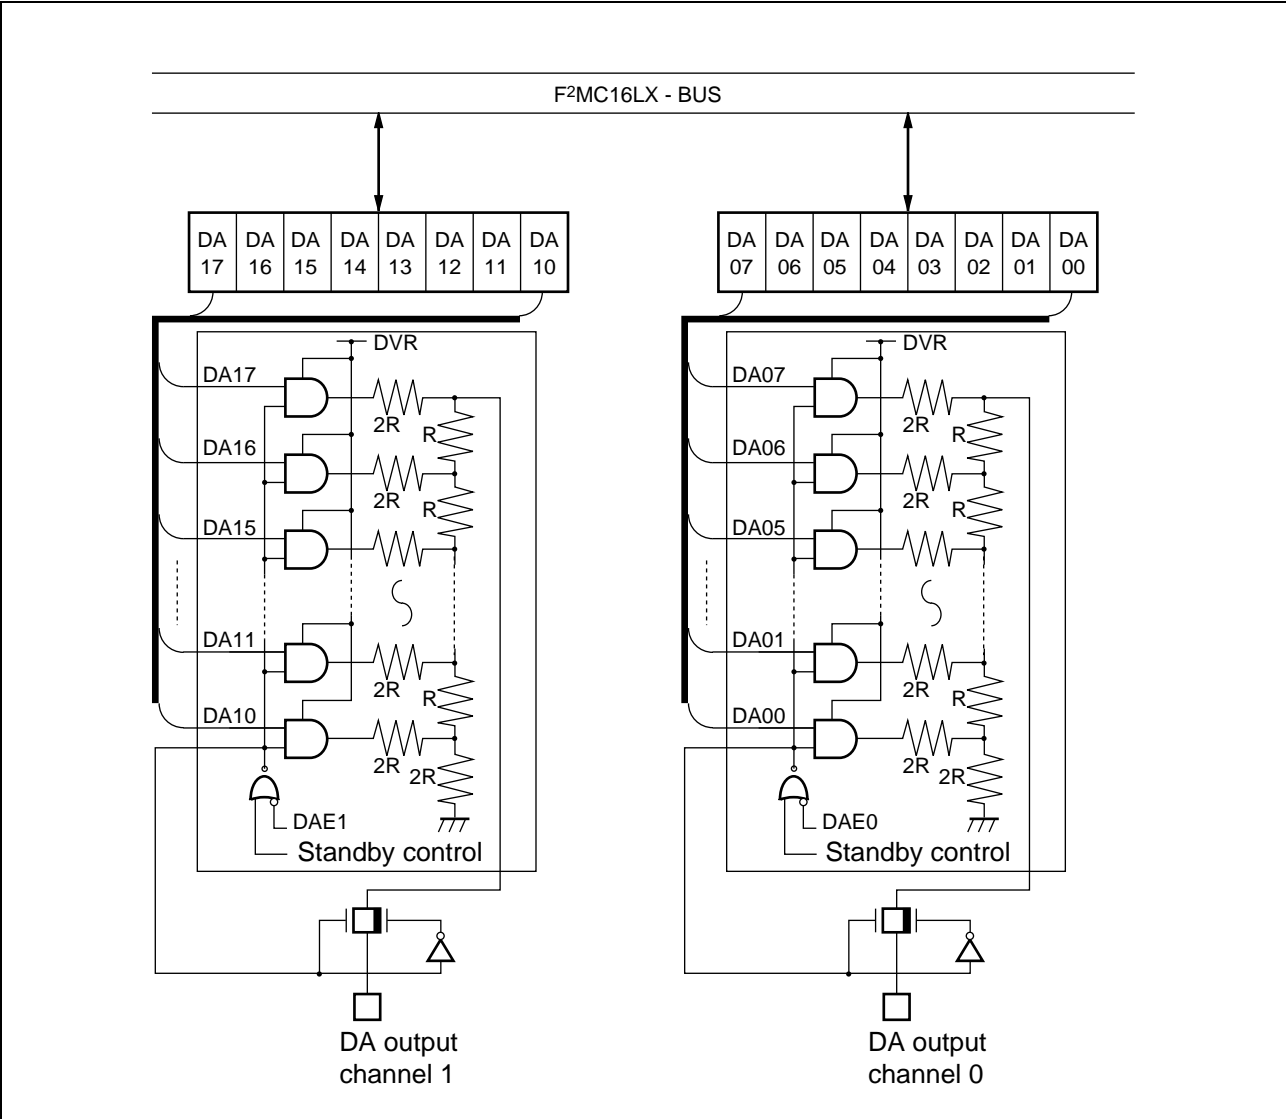 F²MC16LX - BUS
DA DA DA DA DA DA DA DA
17 16 15 14 13 12 11 10
DA DA DA DA DA DA DA DA
07 06 05 04 03 02 01 00
DVR
DA17
2R
R
DA16
2R
R
DA15
DA11
2R
R
DA10
2R
2R
DAE1
Standby control
DA output
channel 1
DVR
DA07
2R
R
DA06
2R
R
DA05
DA01
2R
R
DA00
2R
2R
DAE0
Standby control
DA output
channel 0